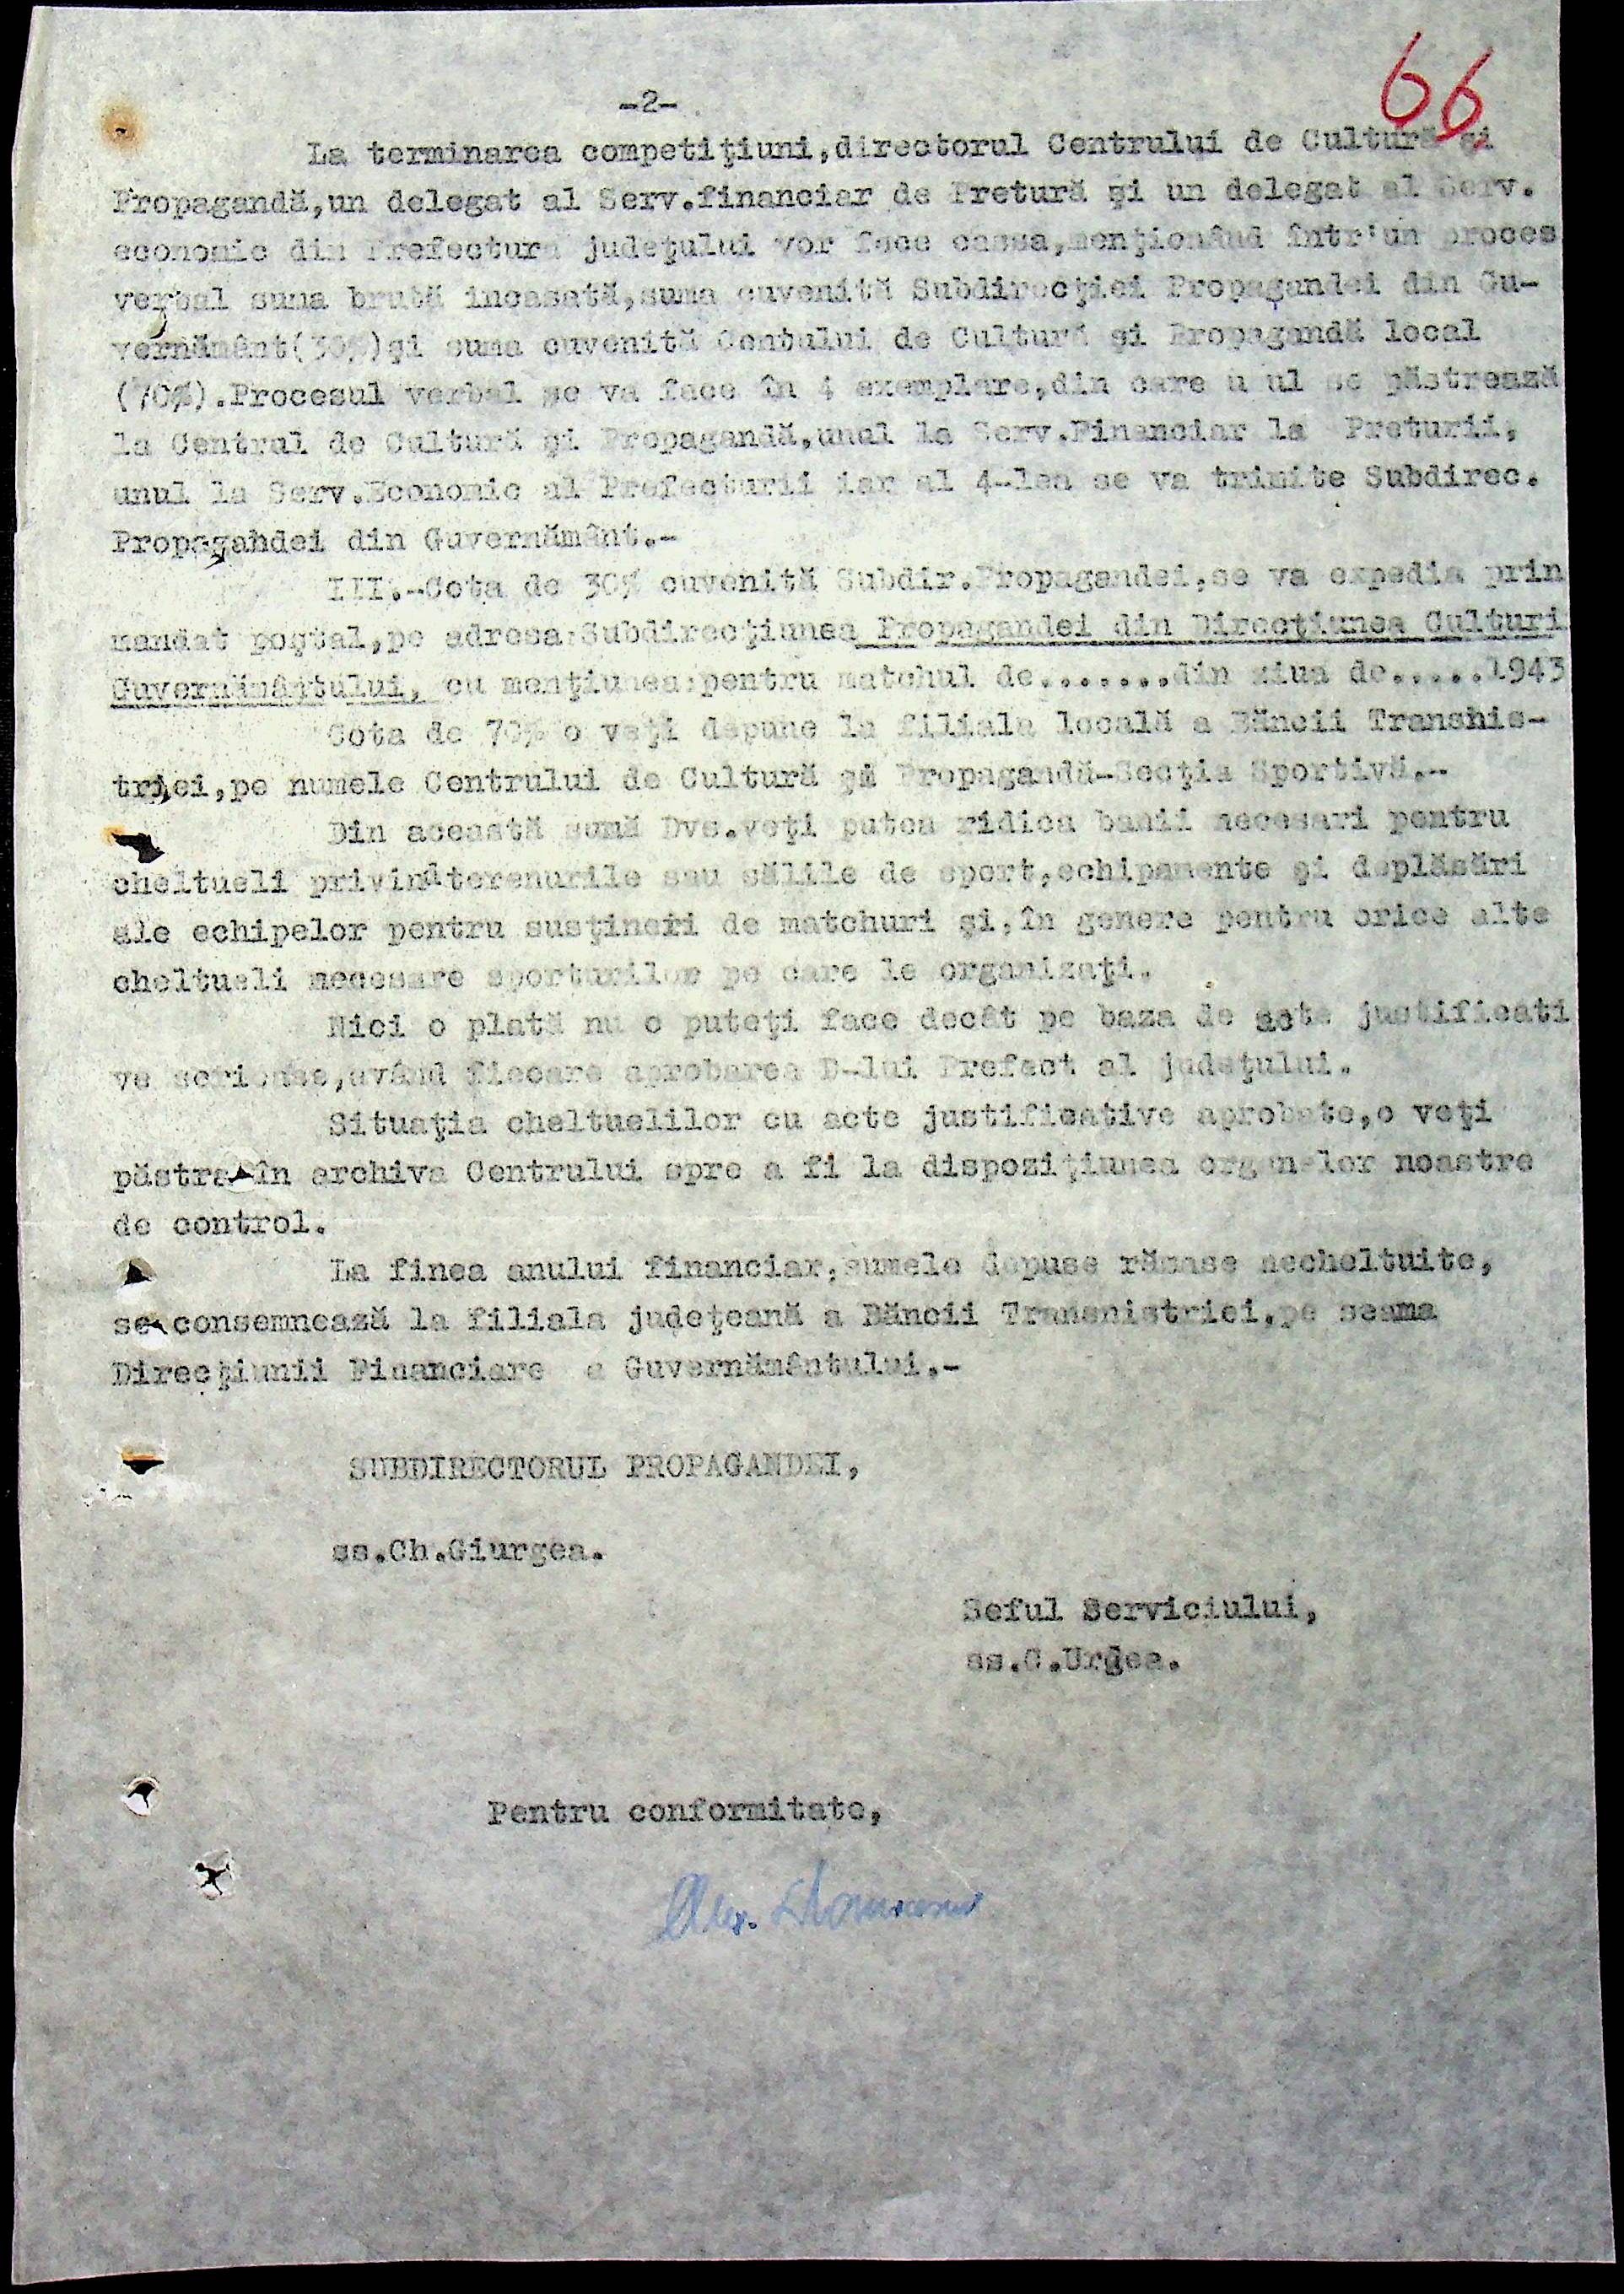 66
-2-
La terminarea competiţiuni,directorul Centrului de Cultură şi
Propagandă,un delegat al Serv.financiar de Pretură şi un delegat al Serv.
economic din Prefectura judeţului vor face cassa,menţionând într'un proces
verbal suma brută incasată,suma cuvenită Subdirecţiei Propagandei din Gu-
vernământ(30%)şi suma cuvenită Centului de Cultură şi Propagandă local
(70%).Procesul verbal se va face în 4 exemplare,din care unul se păstrează
la Centrul de Cultură şi Propagandă,unul la Serv.Financiar la Preturii,
unul la Serv.Economic al Prefecturii iar al 4-lea se va trimite Subdirec.
Propagandei din Guvernământ.-
III.-Cota de 30% cuvenită Subdir.Propagandei,se va expedia prin
mandat poştal,pe adresa:Subdirecţiunea Propagandei din Direcţiunea Culturi
Guvernământului, cu menţiunea:pentru matchul de.......din ziua de.....1943
Cota de 70% o veţi depune la filiala locală a Băncii Transnis-
triei,pe numele Centrului de Cultură şi Propagandă-Secţia Sportivă.-
Din această sumă Dvs.veţi putea ridica banii necesari pentru
cheltueli privind terenurile sau sălile de sport,echipamente şi deplăsări
ale echipelor pentru susţineri de matchuri şi,în genere pentru orice alte
cheltueli necesare sporturilor pe care le organizaţi.
Nici o plată nu o puteţi face decât pe baza de acte justificati
ve scriense,având fiecare aprobarea D-lui Prefect al judeţului.
Situaţia cheltuelilor cu acte justificative aprobate,o veţi
păstra în archiva Centrului spre a fi la dispoziţiunea organelor noastre
de control.
La finea anului financiar,sumele depuse rămase necheltuite,
se consemnează la filiala judeţeană a Băncii Transnistriei,pe seama
Direcţiunii Financiare a Guvernământului.-
SUBDIRECTORUL PROPAGANDEI,
ss.Ch.Giurgea.
Seful Serviciului,
ss.C.Urgea.
Pentru conformitate,
Alex.